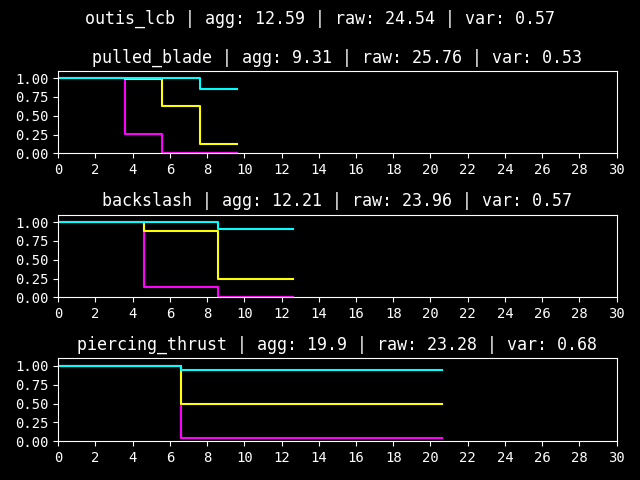 outis_lcb | agg: 12.59 | raw: 24.54 | var: 0.57
pulled_blade | agg: 9.31 | raw: 25.76 | var: 0.53
1.00
0.75
0.50
0.25
0.00
0 2 4 6 8 10 12 14 16 18 20 22 24 26 28 30
backslash | agg: 12.21 | raw: 23.96 | var: 0.57
1.00
0.75
0.50
0.25
0.00
0 2 4 6 8 10 12 14 16 18 20 22 24 26 28 30
piercing_thrust | agg: 19.9 | raw: 23.28 | var: 0.68
1.00
0.75
0.50
0.25
0.00
0 2 4 6 8 10 12 14 16 18 20 22 24 26 28 30